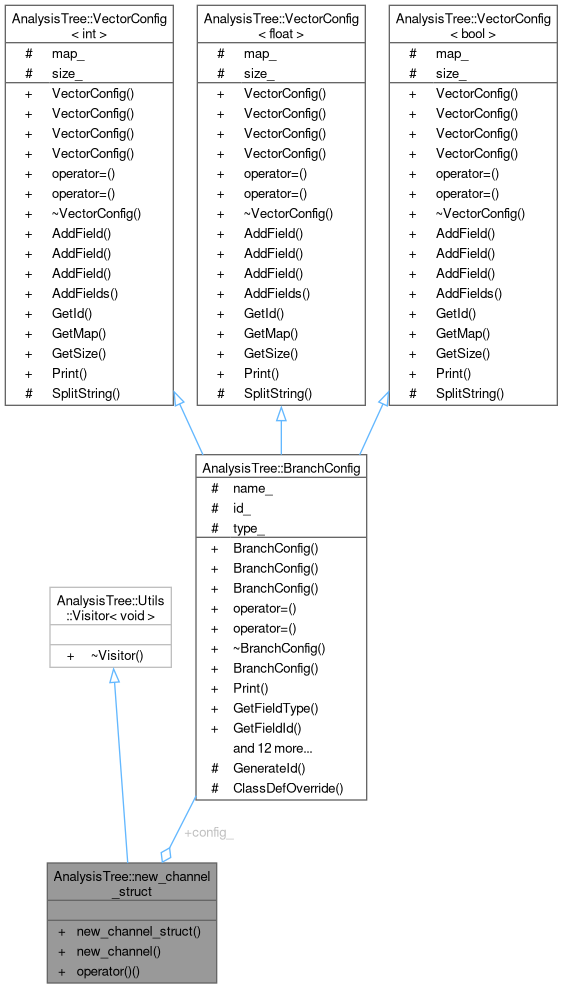 AnalysisTree::VectorConfig
< int >
# map_
# size_
+ VectorConfig()
+ VectorConfig()
+ VectorConfig()
+ VectorConfig()
+ operator=()
+ operator=()
+ ~VectorConfig()
+ AddField()
+ AddField()
+ AddField()
+ AddFields()
+ GetId()
+ GetMap()
+ GetSize()
+ Print()
# SplitString()
AnalysisTree::VectorConfig
< float >
# map_
# size_
+ VectorConfig()
+ VectorConfig()
+ VectorConfig()
+ VectorConfig()
+ operator=()
+ operator=()
+ ~VectorConfig()
+ AddField()
+ AddField()
+ AddField()
+ AddFields()
+ GetId()
+ GetMap()
+ GetSize()
+ Print()
# SplitString()
AnalysisTree::VectorConfig
< bool >
# map_
# size_
+ VectorConfig()
+ VectorConfig()
+ VectorConfig()
+ VectorConfig()
+ operator=()
+ operator=()
+ ~VectorConfig()
+ AddField()
+ AddField()
+ AddField()
+ AddFields()
+ GetId()
+ GetMap()
+ GetSize()
+ Print()
# SplitString()
AnalysisTree::BranchConfig
# name_
# id_
# type_
+ BranchConfig()
+ BranchConfig()
+ BranchConfig()
+ operator=()
+ operator=()
+ ~BranchConfig()
+ BranchConfig()
+ Print()
+ GetFieldType()
+ GetFieldId()
and 12 more...
# GenerateId()
# ClassDefOverride()
AnalysisTree::Utils
::Visitor< void >
+ ~Visitor()
+config_
AnalysisTree::new_channel
_struct
+ new_channel_struct()
+ new_channel()
+ operator()()